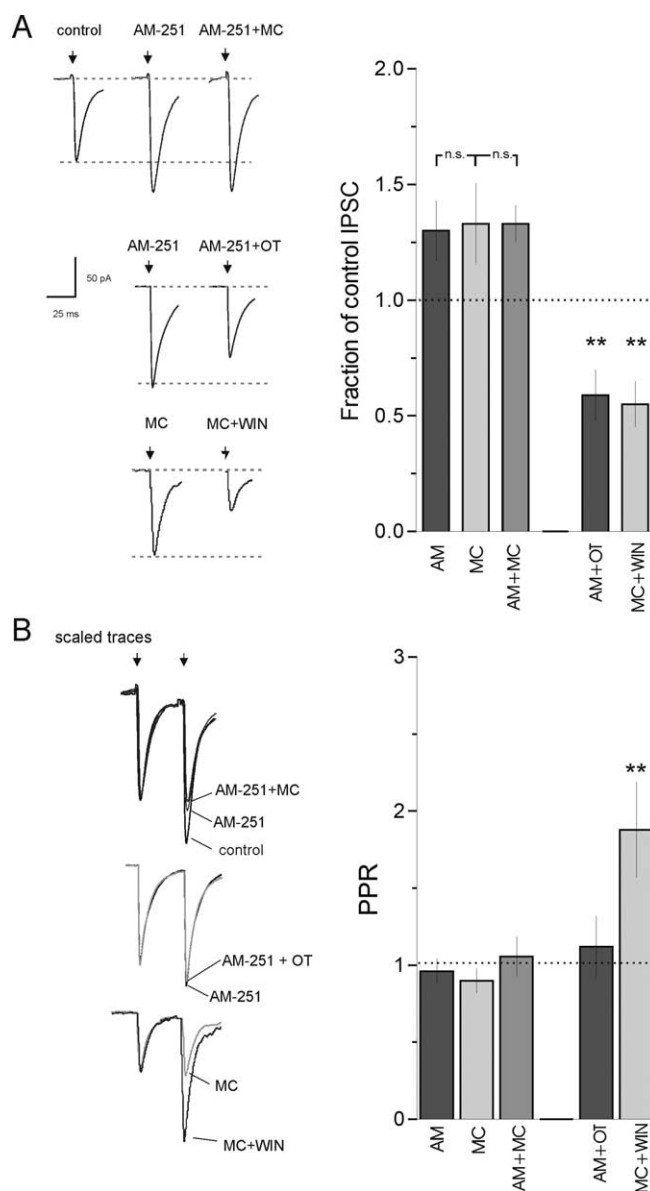 A
control AM-251 AM-251+MC
AM-251 AM-251+OT
50 pA
25 ms
MC MC+WIN
2.0
1.5
1.0
0.5
0.0
Fraction of control IPSC
n.s. n.s.
** **
AM MC AM+MC AM+OT MC+WIN
B
scaled traces
AM-251+MC
AM-251
control
AM-251 + OT
AM-251
MC
MC+WIN
3
2
1
0
PPR
**
AM MC AM+MC AM+OT MC+WIN